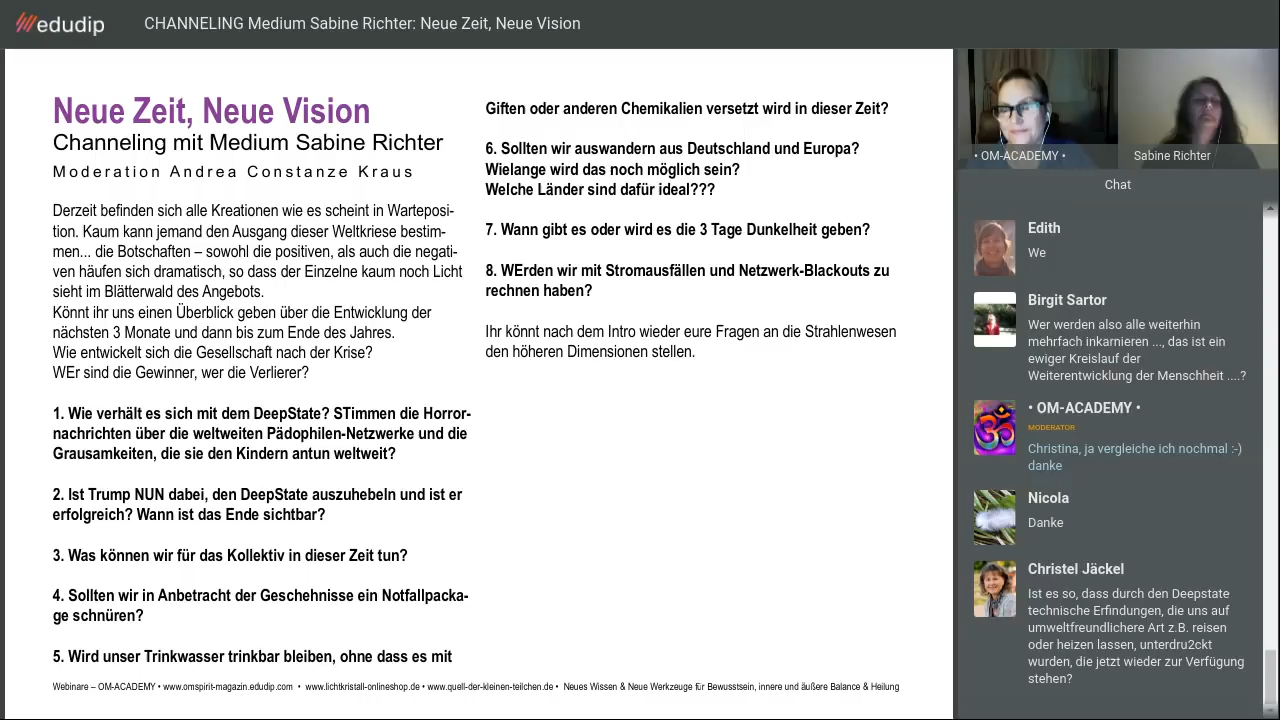 edudip
CHANNELING Medium Sabine Richter: Neue Zeit, Neue Vision
Neue Zeit, Neue Vision
Channeling mit Medium Sabine Richter
Moderation Andrea Constanze Kraus
Derzeit befinden sich alle Kreationen wie es scheint in Warteposi-
tion. Kaum kann jemand den Ausgang dieser Weltkriese bestim-
men... die Botschaften – sowohl die positiven, als auch die negati-
ven häufen sich dramatisch, so dass der Einzelne kaum noch Licht
sieht im Blätterwald des Angebots.
Könnt ihr uns einen Überblick geben über die Entwicklung der
nächsten 3 Monate und dann bis zum Ende des Jahres.
Wie entwickelt sich die Gesellschaft nach der Krise?
WEr sind die Gewinner, wer die Verlierer?
1. Wie verhält es sich mit dem DeepState? STimmen die Horror-
nachrichten über die weltweiten Pädophilen-Netzwerke und die
Grausamkeiten, die sie den Kindern antun weltweit?
2. Ist Trump NUN dabei, den DeepState auszuhebeln und ist er
erfolgreich? Wann ist das Ende sichtbar?
3. Was können wir für das Kollektiv in dieser Zeit tun?
4. Sollten wir in Anbetracht der Geschehnisse ein Notfallpacka-
ge schnüren?
5. Wird unser Trinkwasser trinkbar bleiben, ohne dass es mit
Giften oder anderen Chemikalien versetzt wird in dieser Zeit?
6. Sollten wir auswandern aus Deutschland und Europa?
Wielange wird das noch möglich sein?
Welche Länder sind dafür ideal???
7. Wann gibt es oder wird es die 3 Tage Dunkelheit geben?
8. WErden wir mit Stromausfällen und Netzwerk-Blackouts zu
rechnen haben?
Ihr könnt nach dem Intro wieder eure Fragen an die Strahlenwesen
den höheren Dimensionen stellen.
Webinare – OM-ACADEMY • www.omspirit-magazin.edudip.com • www.lichtkristall-onlineshop.de • www.quell-der-kleinen-teilchen.de • Neues Wissen & Neue Werkzeuge für Bewusstsein, innere und äußere Balance & Heilung
• OM-ACADEMY •
Sabine Richter
Chat
Edith
We
Birgit Sartor
Wer werden also alle weiterhin
mehrfach inkarnieren ..., das ist ein
ewiger Kreislauf der
Weiterentwicklung der Menschheit ....?
• OM-ACADEMY •
MODERATOR
Christina, ja vergleiche ich nochmal :-)
danke
Nicola
Danke
Christel Jäckel
Ist es so, dass durch den Deepstate
technische Erfindungen, die uns auf
umweltfreundlichere Art z.B. reisen
oder heizen lassen, unterdru2ckt
wurden, die jetzt wieder zur Verfügung
stehen?